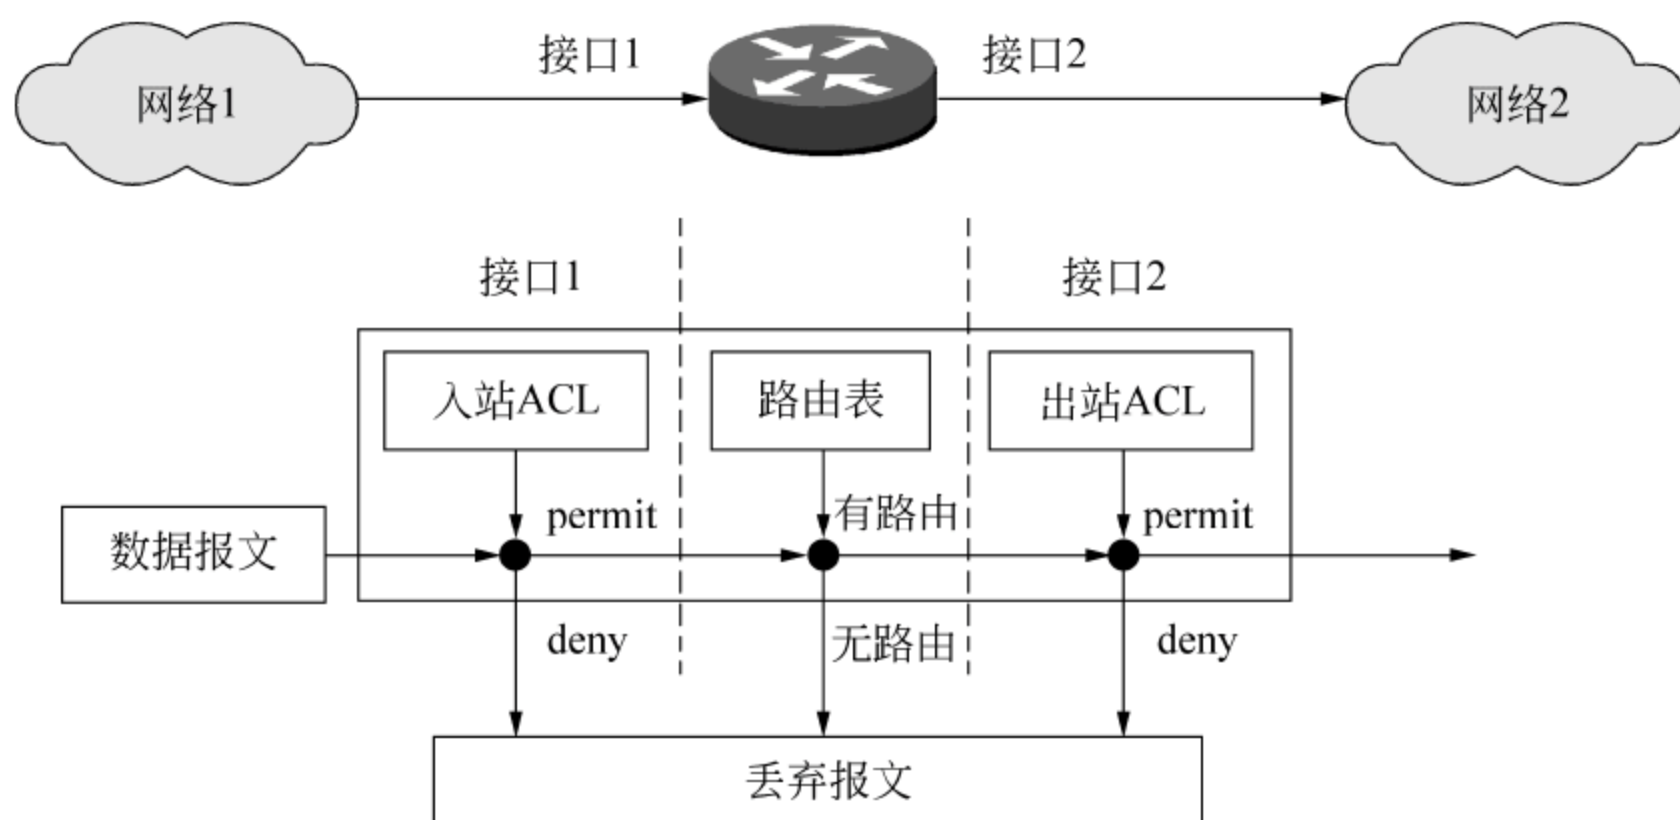 接口1
接口2
网络1
网络2
接口1
接口2
入站ACL
路由表
出站ACL
permit
有路由
permit
数据报文
deny
无路由
deny
丢弃报文